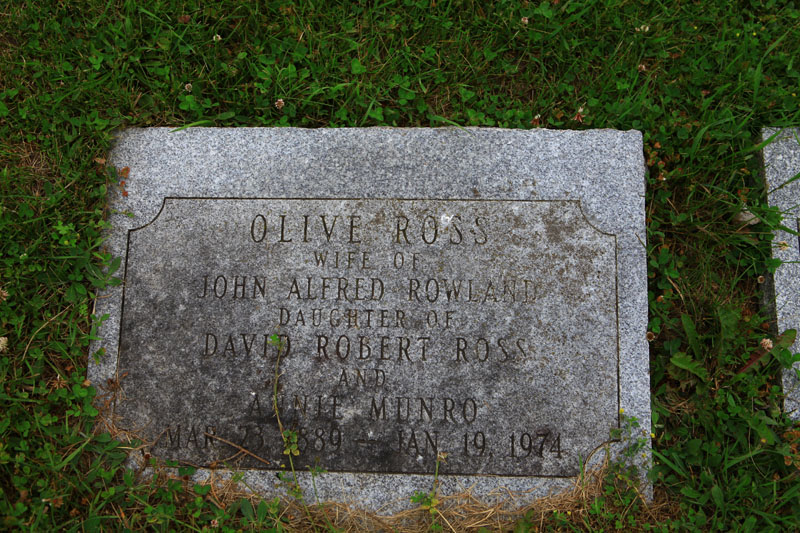 OLIVE ROSS
WIFE OF
JOHN ALFRED ROWLAND
DAUGHTER OF
DAVID ROBERT ROSS
AND
ANNIE MUNRO
MAR. 23, 1889 — JAN. 19, 1974